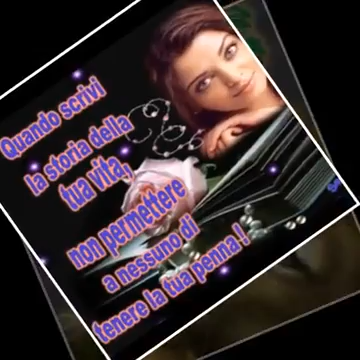 Quando scrivi
la storia della
tua vita,
non permettere
a nessuno di
tenere la tua penna !